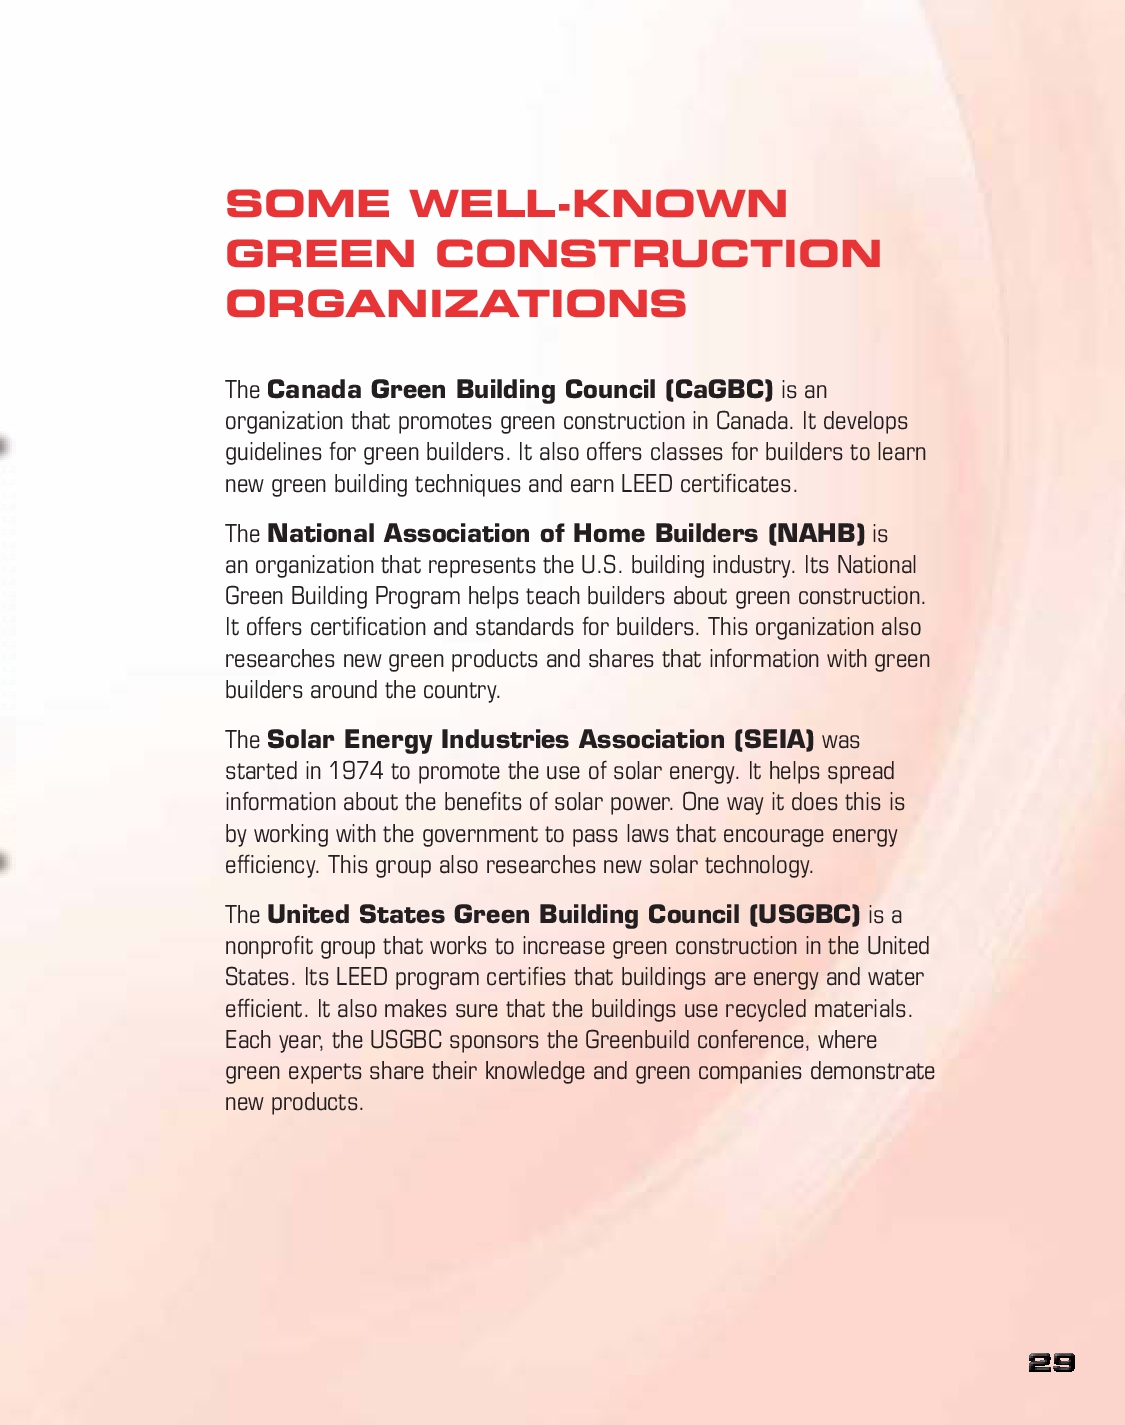 SOME WELL-KNOWN
GREEN CONSTRUCTION
ORGANIZATIONS
The Canada Green Building Council (CaGBC) is an
organization that promotes green construction in Canada. It develops
guidelines for green builders. It also offers classes for builders to learn
new green building techniques and earn LEED certificates.
The National Association of Home Builders (NAHB) is
an organization that represents the U.S. building industry. Its National
Green Building Program helps teach builders about green construction.
It offers certification and standards for builders. This organization also
researches new green products and shares that information with green
builders around the country.
The Solar Energy Industries Association (SEIA) was
started in 1974 to promote the use of solar energy. It helps spread
information about the benefits of solar power. One way it does this is
by working with the government to pass laws that encourage energy
efficiency. This group also researches new solar technology.
The United States Green Building Council (USGBC) is a
nonprofit group that works to increase green construction in the United
States. Its LEED program certifies that buildings are energy and water
efficient. It also makes sure that the buildings use recycled materials.
Each year, the USGBC sponsors the Greenbuild conference, where
green experts share their knowledge and green companies demonstrate
new products.
29